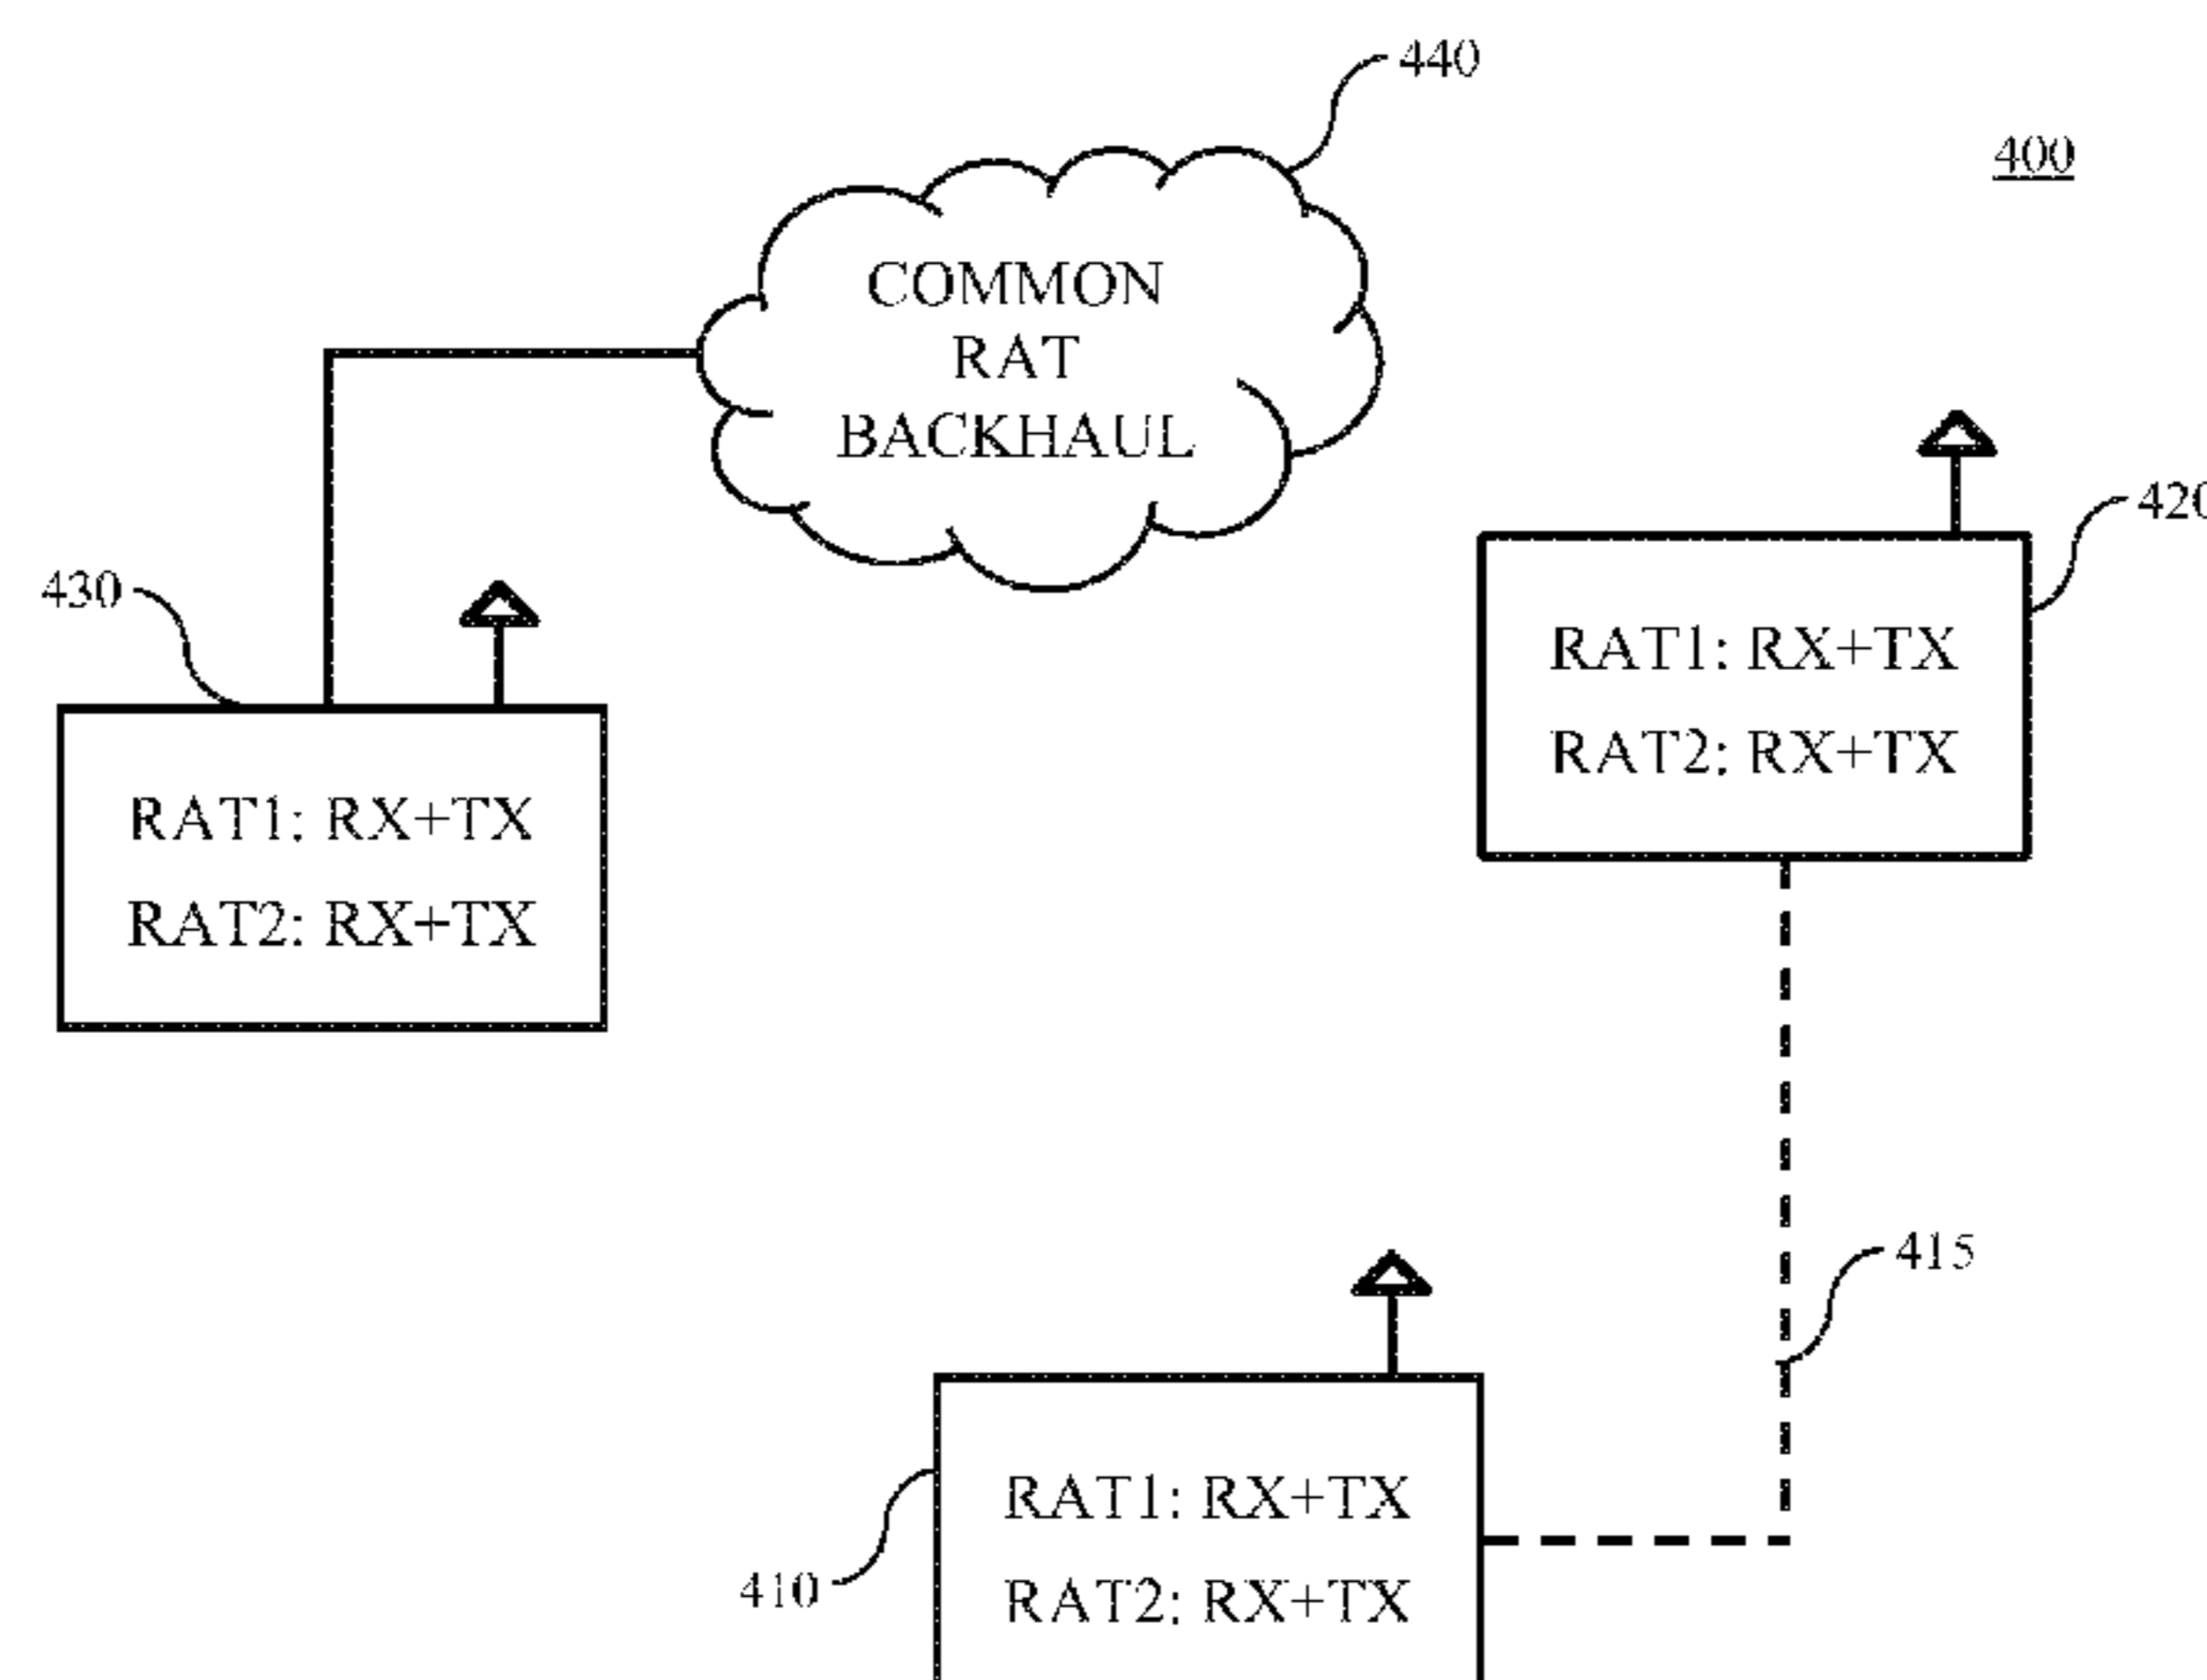 440
400
COMMON
RAT
BACKHAUL
420
430
RAT1: RX+TX
RAT2: RX+TX
RAT1: RX+TX
RAT2: RX+TX
415
RAT1: RX+TX
RAT2: RX+TX
410